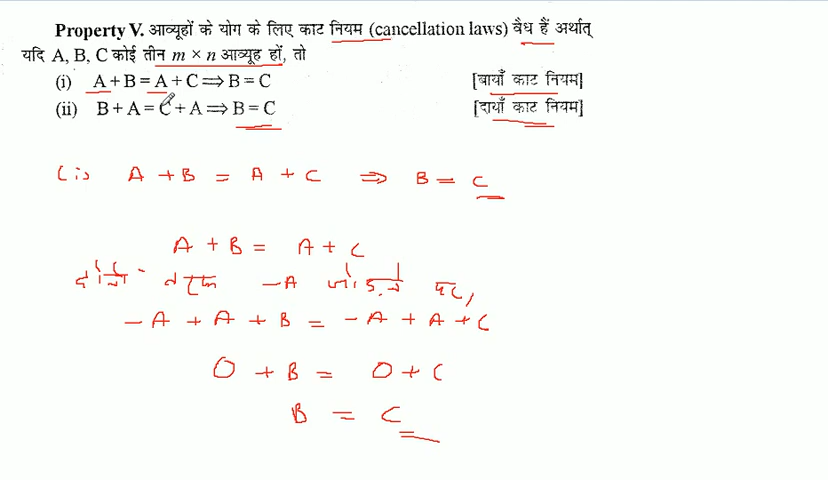 Property V. आव्यूहों के योग के लिए काट नियम (cancellation laws) वैध हैं अर्थात्
यदि A, B, C कोई तीन m × n आव्यूह हों, तो
(i) A + B = A + C ⟹ B = C [बायाँ काट नियम]
(ii) B + A = C + A ⟹ B = C [दायाँ काट नियम]
(i) A + B = A + C ⇒ B = C
A + B = A + C
दोनों तरफ -A जोड़ने पर,
- A + A + B = - A + A + C
O + B = O + C
B = C